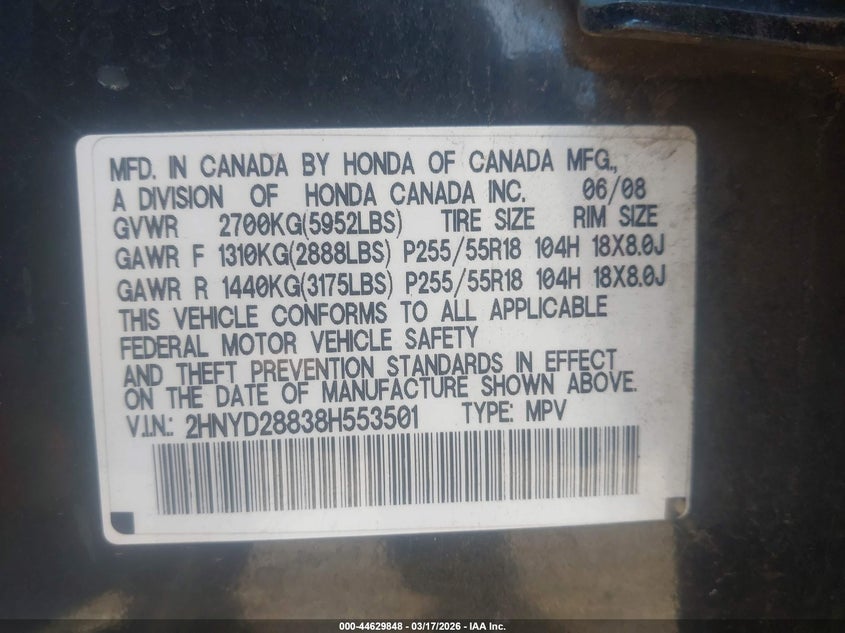 MFD. IN CANADA BY HONDA OF CANADA MFG.,
A DIVISION OF HONDA CANADA INC. 06/08
GVWR 2700KG(5952LBS) TIRE SIZE RIM SIZE
GAWR F 1310KG(2888LBS) P255/55R18 104H 18X8.0J
GAWR R 1440KG(3175LBS) P255/55R18 104H 18X8.0J
THIS VEHICLE CONFORMS TO ALL APPLICABLE
FEDERAL MOTOR VEHICLE SAFETY
AND THEFT PREVENTION STANDARDS IN EFFECT
ON THE DATE OF MANUFACTURE SHOWN ABOVE.
V.I.N.: 2HNYD28838H553501 TYPE: MPV
000-44629848 - 03/17/2026 - IAA Inc.